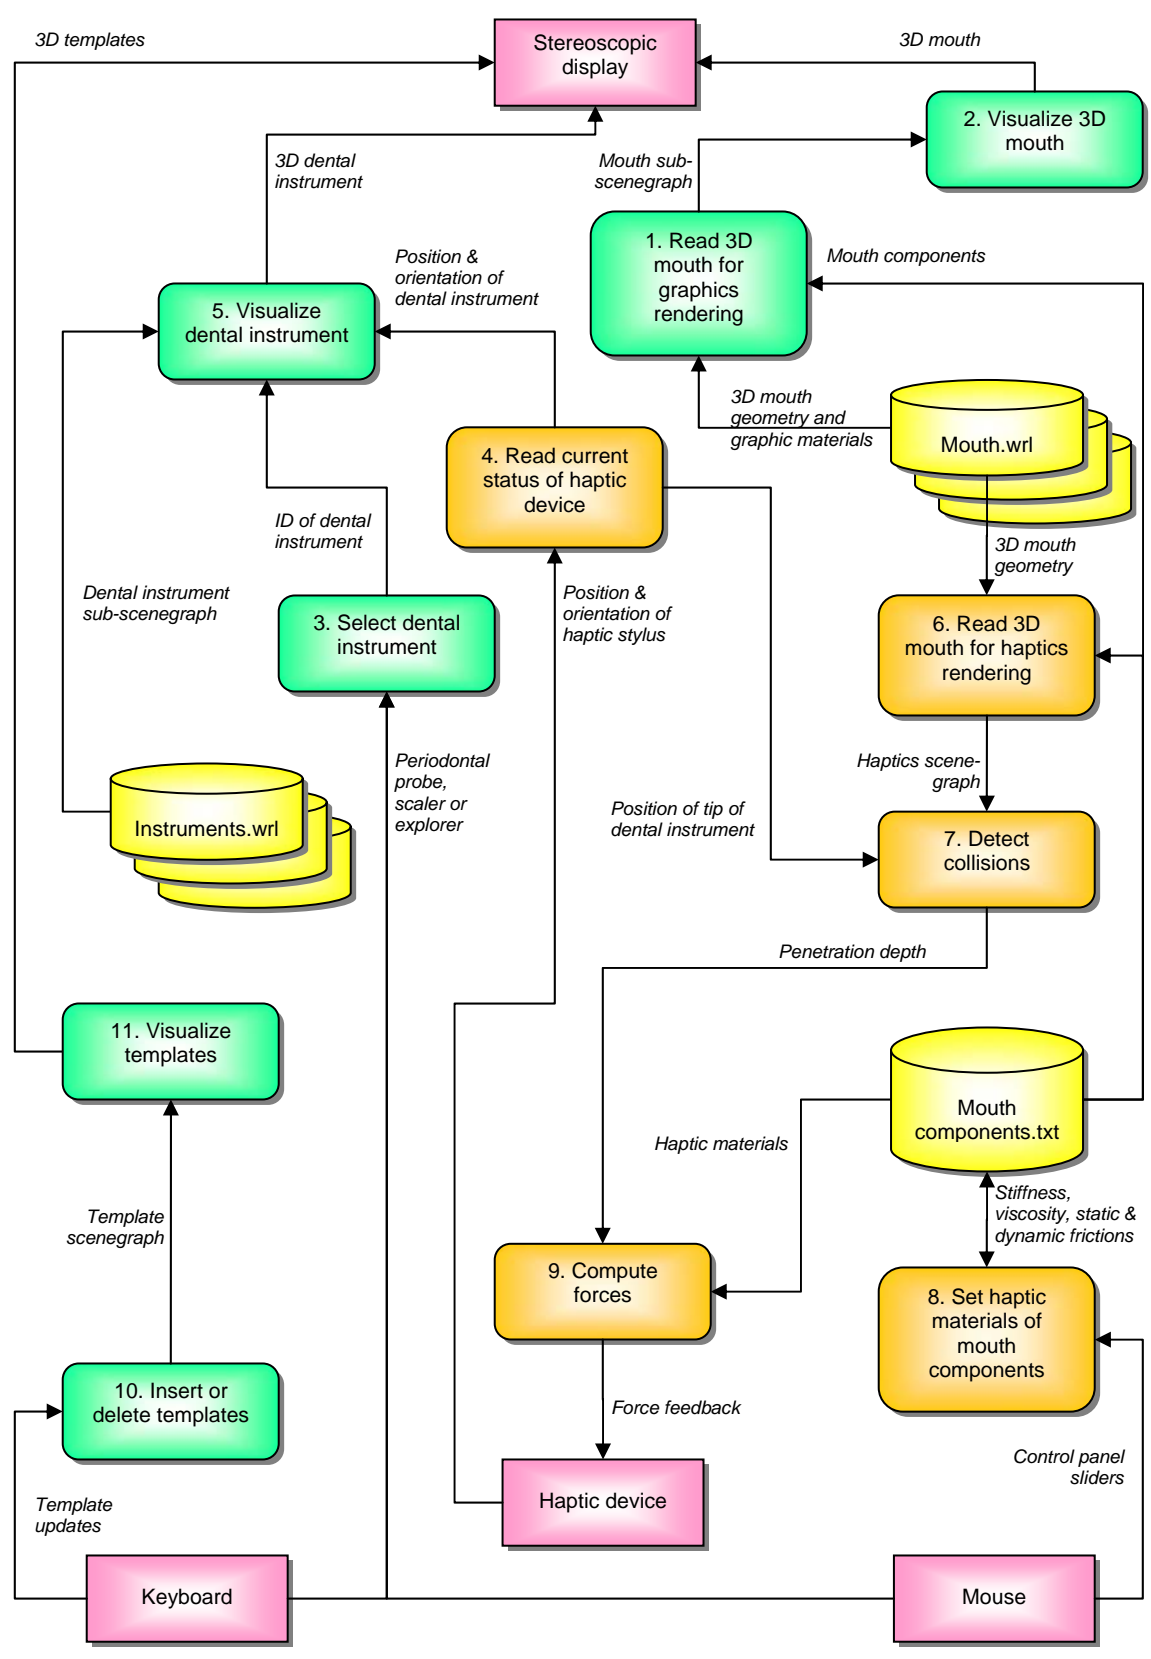 3D templates
Stereoscopic
display
3D mouth
2. Visualize 3D
mouth
3D dental
instrument
Mouth sub-
scenegraph
1. Read 3D
mouth for
graphics
rendering
Mouth components
Position &
orientation of
dental instrument
5. Visualize
dental instrument
3D mouth
geometry and
graphic materials
Mouth.wrl
4. Read current
status of haptic
device
ID of dental
instrument
3D mouth
geometry
Dental instrument
sub-scenegraph
3. Select dental
instrument
Position &
orientation of
haptic stylus
6. Read 3D
mouth for haptics
rendering
Periodontal
probe,
scaler or
explorer
Haptics scene-
graph
Instruments.wrl
Position of tip of
dental instrument
7. Detect
collisions
Penetration depth
11. Visualize
templates
Mouth
components.txt
Haptic materials
Stiffness,
viscosity, static &
dynamic frictions
Template
scenegraph
9. Compute
forces
8. Set haptic
materials of
mouth
components
10. Insert or
delete templates
Force feedback
Control panel
sliders
Haptic device
Template
updates
Keyboard
Mouse